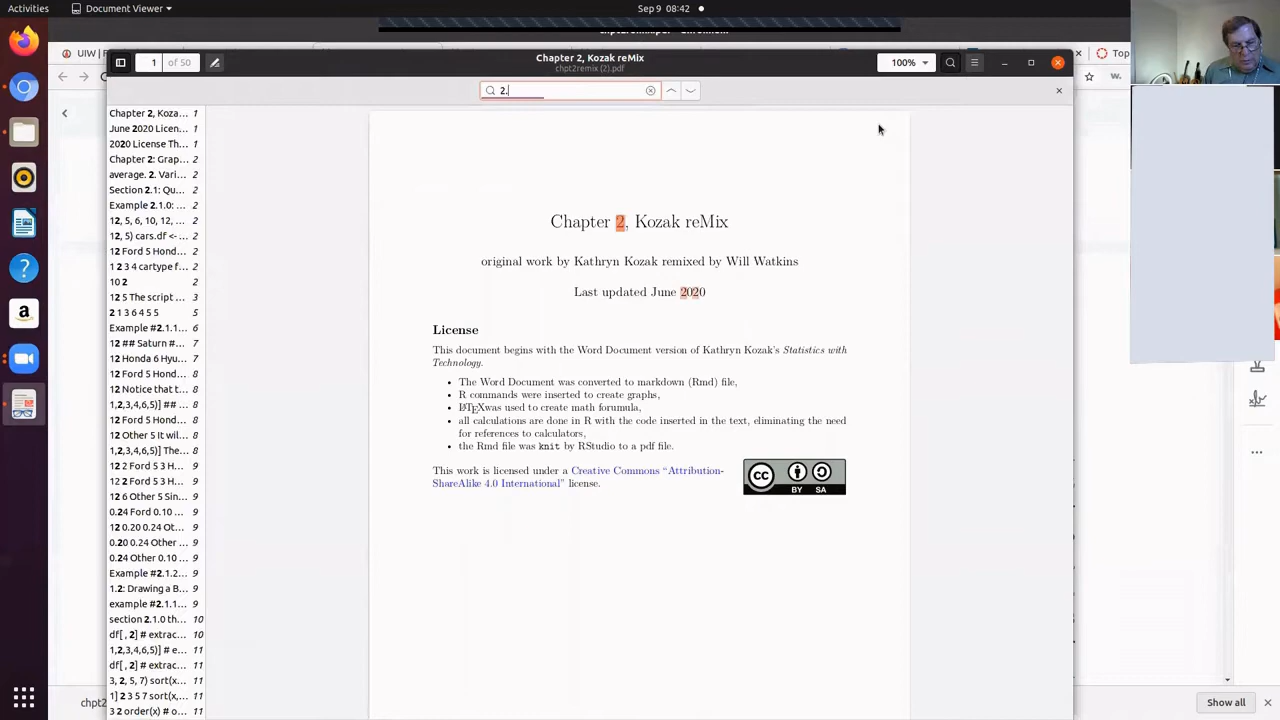 Activities
Document Viewer
Sep 9 08:42
UIW | F
Top
1
of 50
Chapter 2, Kozak reMix
chpt2remix (2).pdf
100%
2.
Chapter 2, Koza... 1
June 2020 Licen... 1
2020 License Th... 1
Chapter 2: Grap... 2
average. 2. Vari... 2
Section 2.1: Qu... 2
Example 2.1.0: ... 2
12, 5, 6, 10, 12, ... 2
12, 5) cars.df <- ... 2
12 Ford 5 Hond... 2
1 2 3 4 cartype f... 2
10 2 2
12 5 The script ... 3
2 1 3 6 4 5 5 5
Example #2.1.1... 6
12 ## Saturn #... 7
12 Honda 6 Hyu... 7
12 Notice that t... 8
1,2,3,4,6,5)] ## ... 8
12 Ford 5 Hond... 8
12 Other 5 It wil... 8
1,2,3,4,6,5)] The... 8
12 2 Ford 5 3 H... 9
12 2 Ford 5 3 H... 9
12 6 Other 5 Sin... 9
0.24 Ford 0.10 ... 9
12 0.20 0.24 Ot... 9
0.20 0.24 Other ... 9
0.24 Other 0.10 ... 9
Example #2.1.2... 9
1.2: Drawing a B... 9
example #2.1.1... 9
section 2.1.0 th... 10
df[ , 2] # extrac... 10
1,2,3,4,6,5)] # e... 11
df[ , 2] # extrac... 11
3, 2, 5, 7) sort(x... 11
1] 2 3 5 7 sort(x,... 11
3 2 order(x) # o... 11
Chapter 2, Kozak reMix
original work by Kathryn Kozak remixed by Will Watkins
Last updated June 2020
License
This document begins with the Word Document version of Kathryn Kozak's Statistics with
Technology.
• The Word Document was converted to markdown (Rmd) file,
• R commands were inserted to create graphs,
• LATEXwas used to create math forumula,
• all calculations are done in R with the code inserted in the text, eliminating the need
for references to calculators,
• the Rmd file was knit by RStudio to a pdf file.
This work is licensed under a Creative Commons "Attribution-
ShareAlike 4.0 International" license.
cc
BY SA
chpt2
Show all